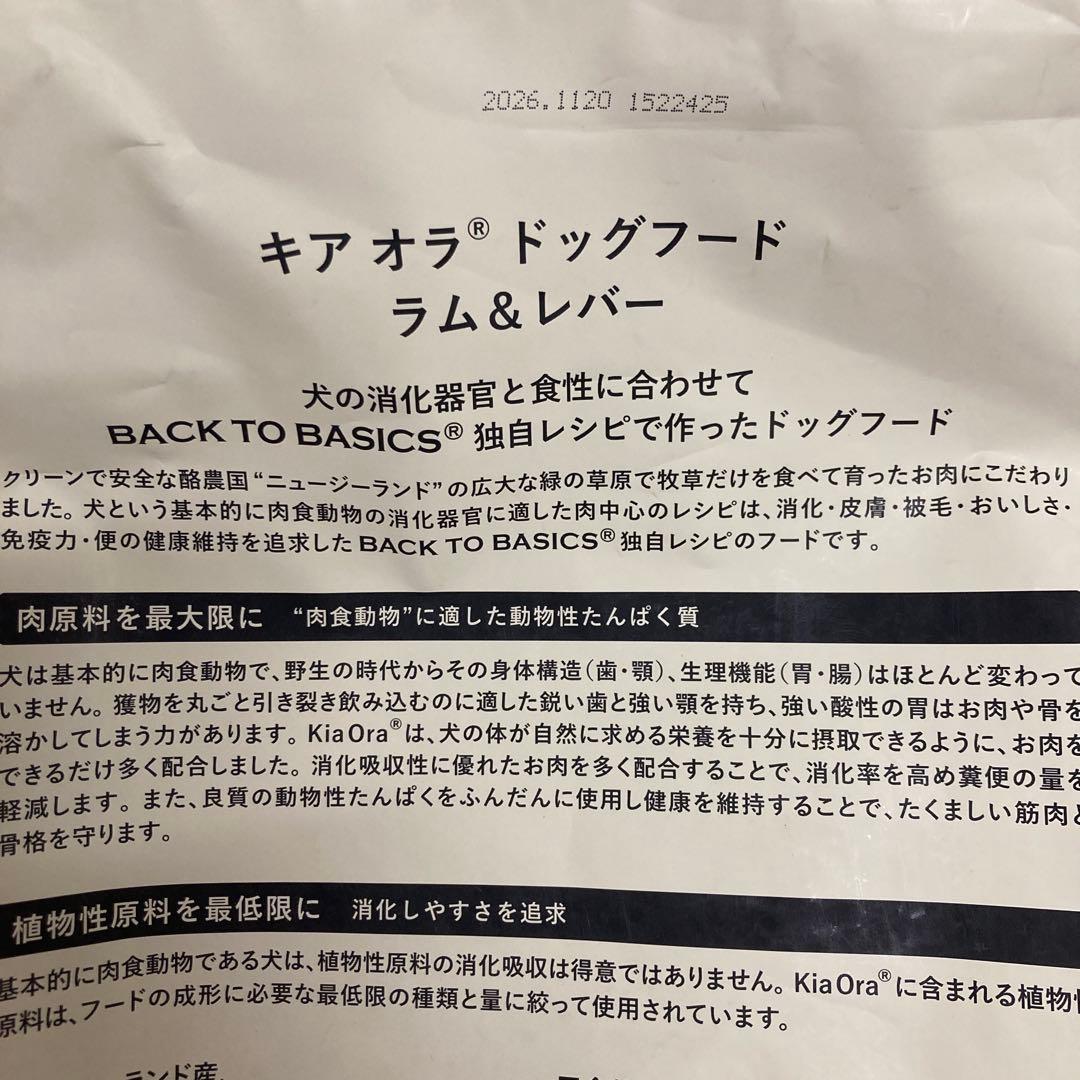 2026.1120 1522425
キア オラ® ドッグフード
ラム＆レバー
犬の消化器官と食性に合わせて
BACK TO BASICS® 独自レシピで作ったドッグフード
クリーンで安全な酪農国“ニュージーランド”の広大な緑の草原で牧草だけを食べて育ったお肉にこだわり
ました。犬という基本的に肉食動物の消化器官に適した肉中心のレシピは、消化・皮膚・被毛・おいしさ・
免疫力・便の健康維持を追求したBACK TO BASICS®独自レシピのフードです。
肉原料を最大限に “肉食動物”に適した動物性たんぱく質
犬は基本的に肉食動物で、野生の時代からその身体構造（歯・顎）、生理機能（胃・腸）はほとんど変わって
いません。獲物を丸ごと引き裂き飲み込むのに適した鋭い歯と強い顎を持ち、強い酸性の胃はお肉や骨を
溶かしてしまう力があります。KiaOra®は、犬の体が自然に求める栄養を十分に摂取できるように、お肉を
できるだけ多く配合しました。消化吸収性に優れたお肉を多く配合することで、消化率を高め糞便の量を
軽減します。また、良質の動物性たんぱくをふんだんに使用し健康を維持することで、たくましい筋肉と
骨格を守ります。
植物性原料を最低限に 消化しやすさを追求
基本的に肉食動物である犬は、植物性原料の消化吸収は得意ではありません。KiaOra®に含まれる植物性
原料は、フードの成形に必要な最低限の種類と量に絞って使用されています。
ランド産、